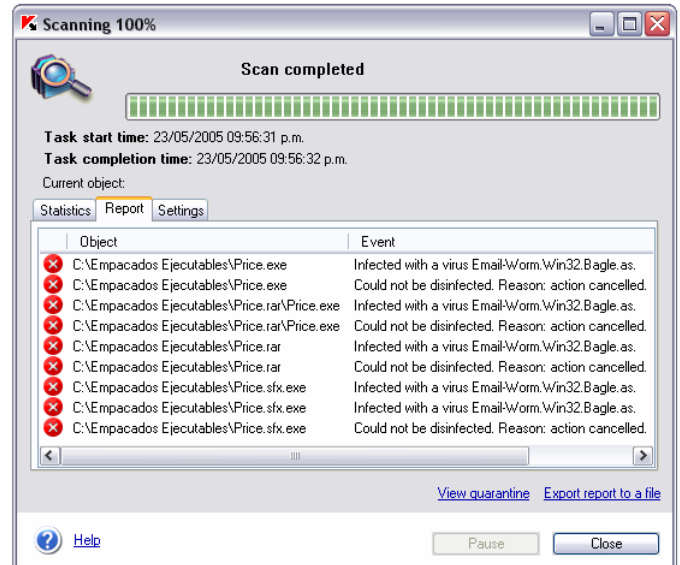 Scanning 100%
Scan completed
Task start time: 23/05/2005 09:56:31 p.m.
Task completion time: 23/05/2005 09:56:32 p.m.
Current object:
Statistics Report Settings
Object Event
C:\Empacados Ejecutables\Price.exe Infected with a virus Email-Worm.Win32.Bagle.as.
C:\Empacados Ejecutables\Price.exe Could not be disinfected. Reason: action cancelled.
C:\Empacados Ejecutables\Price.rar\Price.exe Infected with a virus Email-Worm.Win32.Bagle.as.
C:\Empacados Ejecutables\Price.rar\Price.exe Could not be disinfected. Reason: action cancelled.
C:\Empacados Ejecutables\Price.rar Infected with a virus Email-Worm.Win32.Bagle.as.
C:\Empacados Ejecutables\Price.rar Could not be disinfected. Reason: action cancelled.
C:\Empacados Ejecutables\Price.sfx.exe Infected with a virus Email-Worm.Win32.Bagle.as.
C:\Empacados Ejecutables\Price.sfx.exe Infected with a virus Email-Worm.Win32.Bagle.as.
C:\Empacados Ejecutables\Price.sfx.exe Could not be disinfected. Reason: action cancelled.
View quarantine Export report to a file
Help Pause Close